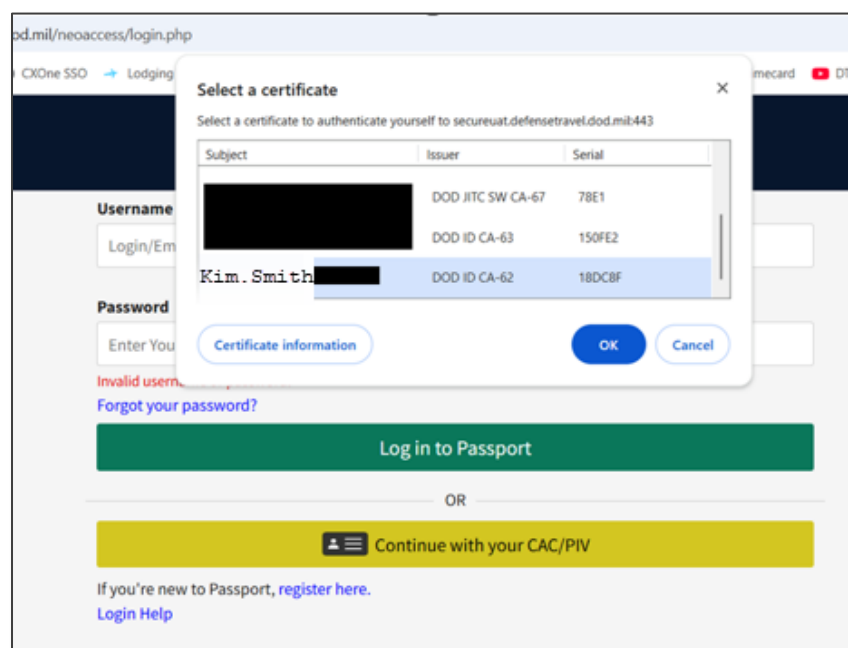 od.mil/neoaccess/login.php
CXOne SSO Lodging mecard DT
Select a certificate
Select a certificate to authenticate yourself to secureuat.defensetravel.dod.mil:443
Subject Issuer Serial
DOD JITC SW CA-67 78E1
DOD ID CA-63 150FE2
Kim.Smith DOD ID CA-62 18DC8F
Certificate information OK Cancel
Username
Login/Em
Password
Enter You
Invalid usern
Forgot your password?
Log in to Passport
OR
Continue with your CAC/PIV
If you're new to Passport, register here.
Login Help